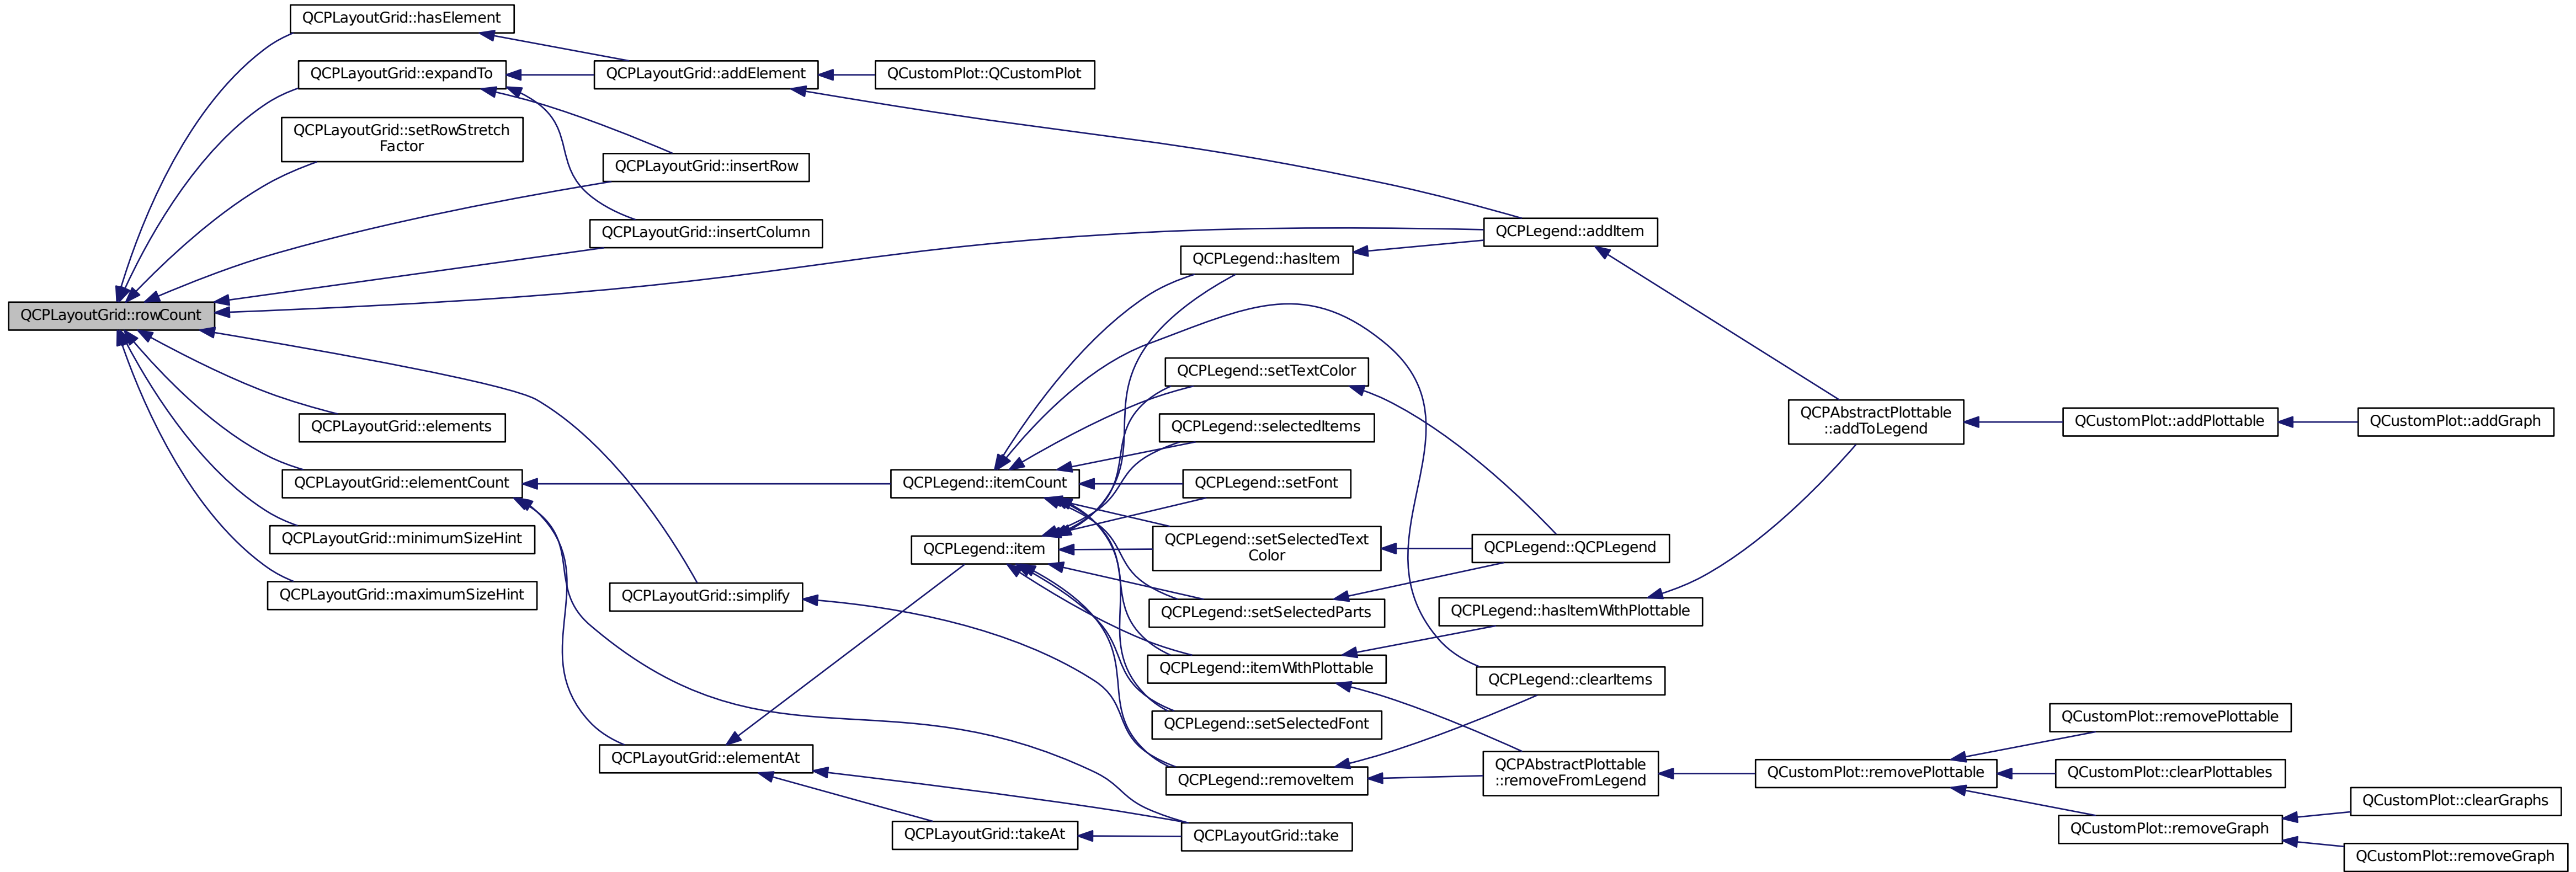 QCPLayoutGrid::hasElement
QCPLayoutGrid::expandTo
QCPLayoutGrid::addElement
QCustomPlot::QCustomPlot
QCPLayoutGrid::setRowStretch
Factor
QCPLayoutGrid::insertRow
QCPLayoutGrid::insertColumn
QCPLegend::addItem
QCPLegend::hasItem
QCPLayoutGrid::rowCount
QCPLegend::setTextColor
QCPAbstractPlottable
::addToLegend
QCustomPlot::addPlottable
QCustomPlot::addGraph
QCPLayoutGrid::elements
QCPLegend::selectedItems
QCPLayoutGrid::elementCount
QCPLegend::itemCount
QCPLegend::setFont
QCPLayoutGrid::minimumSizeHint
QCPLegend::item
QCPLegend::setSelectedText
Color
QCPLegend::QCPLegend
QCPLayoutGrid::maximumSizeHint
QCPLayoutGrid::simplify
QCPLegend::setSelectedParts
QCPLegend::hasItemWithPlottable
QCPLegend::itemWithPlottable
QCPLegend::clearItems
QCPLegend::setSelectedFont
QCustomPlot::removePlottable
QCPLayoutGrid::elementAt
QCPLegend::removeItem
QCPAbstractPlottable
::removeFromLegend
QCustomPlot::removePlottable
QCustomPlot::clearPlottables
QCustomPlot::clearGraphs
QCPLayoutGrid::takeAt
QCPLayoutGrid::take
QCustomPlot::removeGraph
QCustomPlot::removeGraph